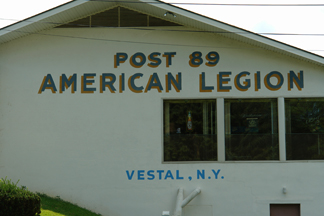 POST 89
AMERICAN LEGION
VESTAL, N.Y.